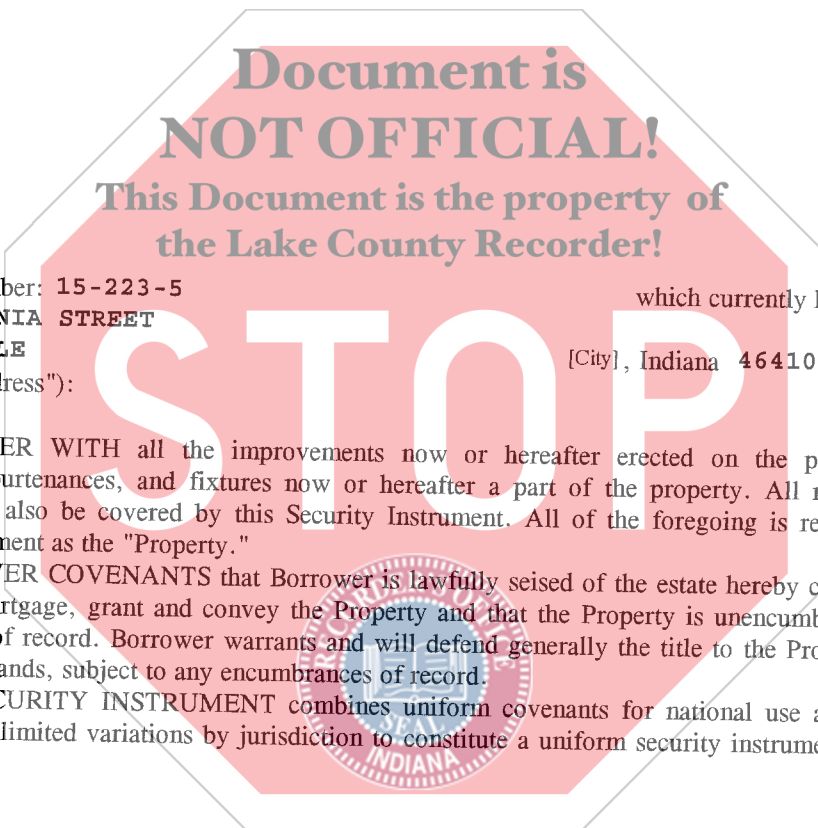 Document is
NOT OFFICIAL!
This Document is the property of
the Lake County Recorder!
ber: 15-223-5
which currently
NIA STREET
LE
[City], Indiana 46410
ress"):
STOP
ER WITH all the improvements now or hereafter erected on the p
urtenances, and fixtures now or hereafter a part of the property. All
also be covered by this Security Instrument. All of the foregoing is re
ment as the "Property."
ER COVENANTS that Borrower is lawfully seised of the estate hereby c
rtgage, grant and convey the Property and that the Property is unencumb
of record. Borrower warrants and will defend generally the title to the Pro
ands, subject to any encumbrances of record.
CURITY INSTRUMENT combines uniform covenants for national use a
limited variations by jurisdiction to constitute a uniform security instrume
SEAL
INDIANA